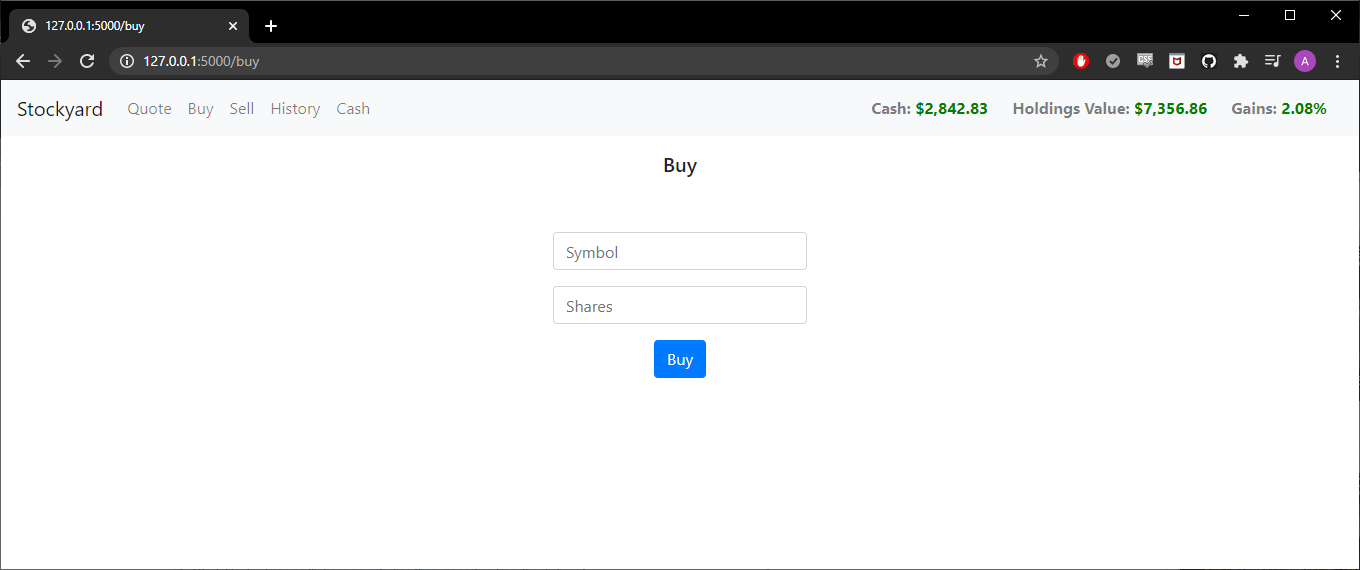 127.0.0.1:5000/buy
127.0.0.1:5000/buy
A
Stockyard Quote Buy Sell History Cash Cash: $2,842.83 Holdings Value: $7,356.86 Gains: 2.08%
Buy
Symbol
Shares
Buy